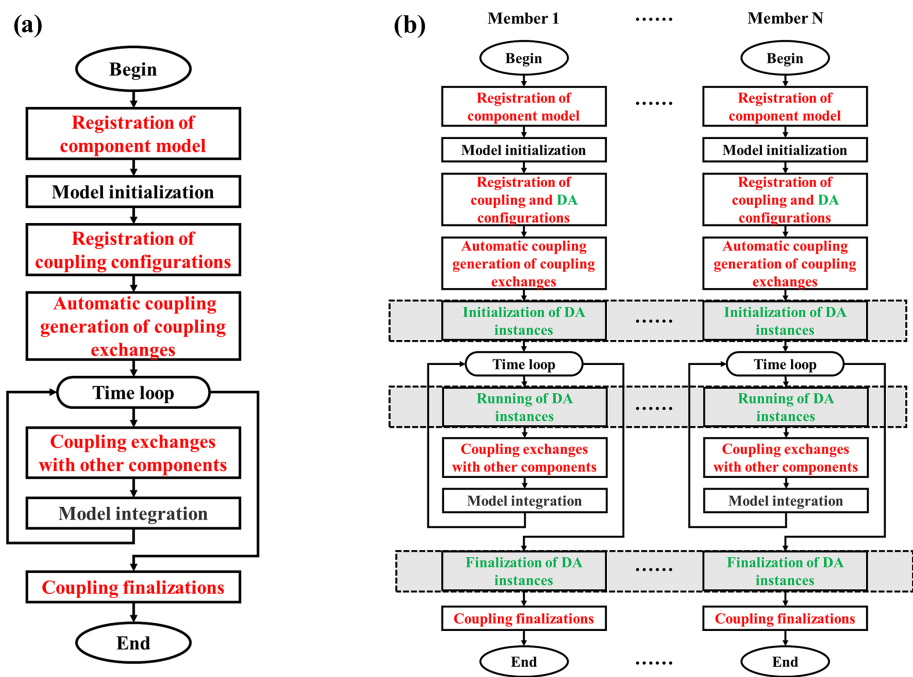 (a)
Begin
Registration of
component model
Model initialization
Registration of
coupling configurations
Automatic coupling
generation of coupling
exchanges
Time loop
Coupling exchanges
with other components
Model integration
Coupling finalizations
End
(b)
Member 1 ...... Member N
Begin
Registration of
component model
Model initialization
Registration of
coupling and DA
configurations
Automatic coupling
generation of coupling
exchanges
Initialization of DA
instances
Time loop
Running of DA
instances
Coupling exchanges
with other components
Model integration
Finalization of DA
instances
Coupling finalizations
End
......
......
......
......
......
Begin
Registration of
component model
Model initialization
Registration of
coupling and DA
configurations
Automatic coupling
generation of coupling
exchanges
Initialization of DA
instances
Time loop
Running of DA
instances
Coupling exchanges
with other components
Model integration
Finalization of DA
instances
Coupling finalizations
End